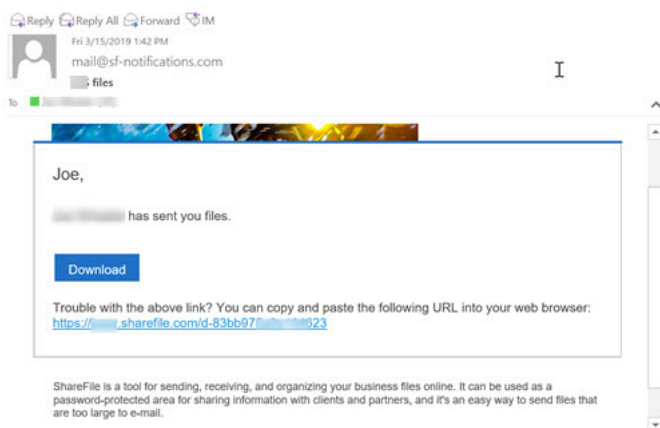 Reply Reply All Forward IM
Fri 3/15/2019 1:42 PM
mail@sf-notifications.com
files
To
Joe,
has sent you files.
Download
Trouble with the above link? You can copy and paste the following URL into your web browser:
https:// .sharefile.com/d-83bb97 623
ShareFile is a tool for sending, receiving, and organizing your business files online. It can be used as a
password-protected area for sharing information with clients and partners, and it's an easy way to send files that
are too large to e-mail.